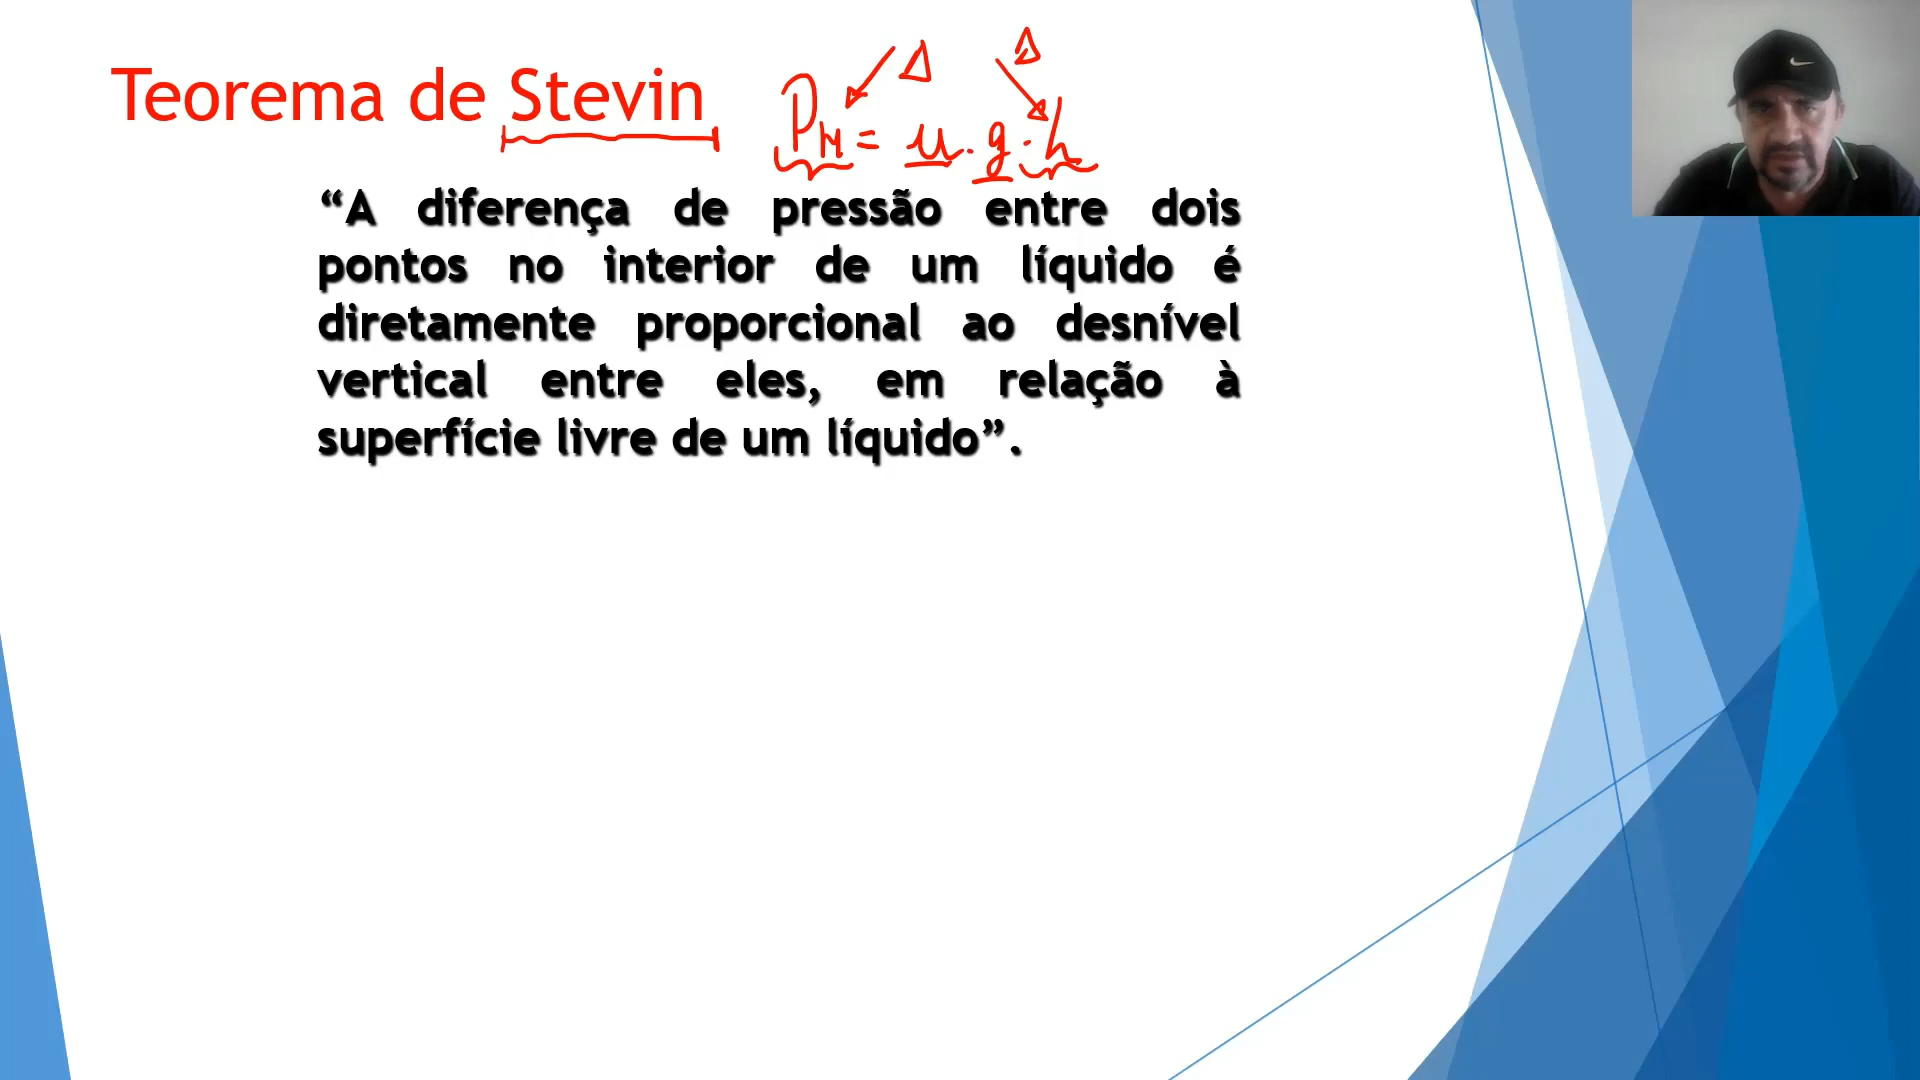 Teorema de Stevin
Δ Δ
P_H = μ . g . h
“A diferença de pressão entre dois
pontos no interior de um líquido é
diretamente proporcional ao desnível
vertical entre eles, em relação à
superfície livre de um líquido”.